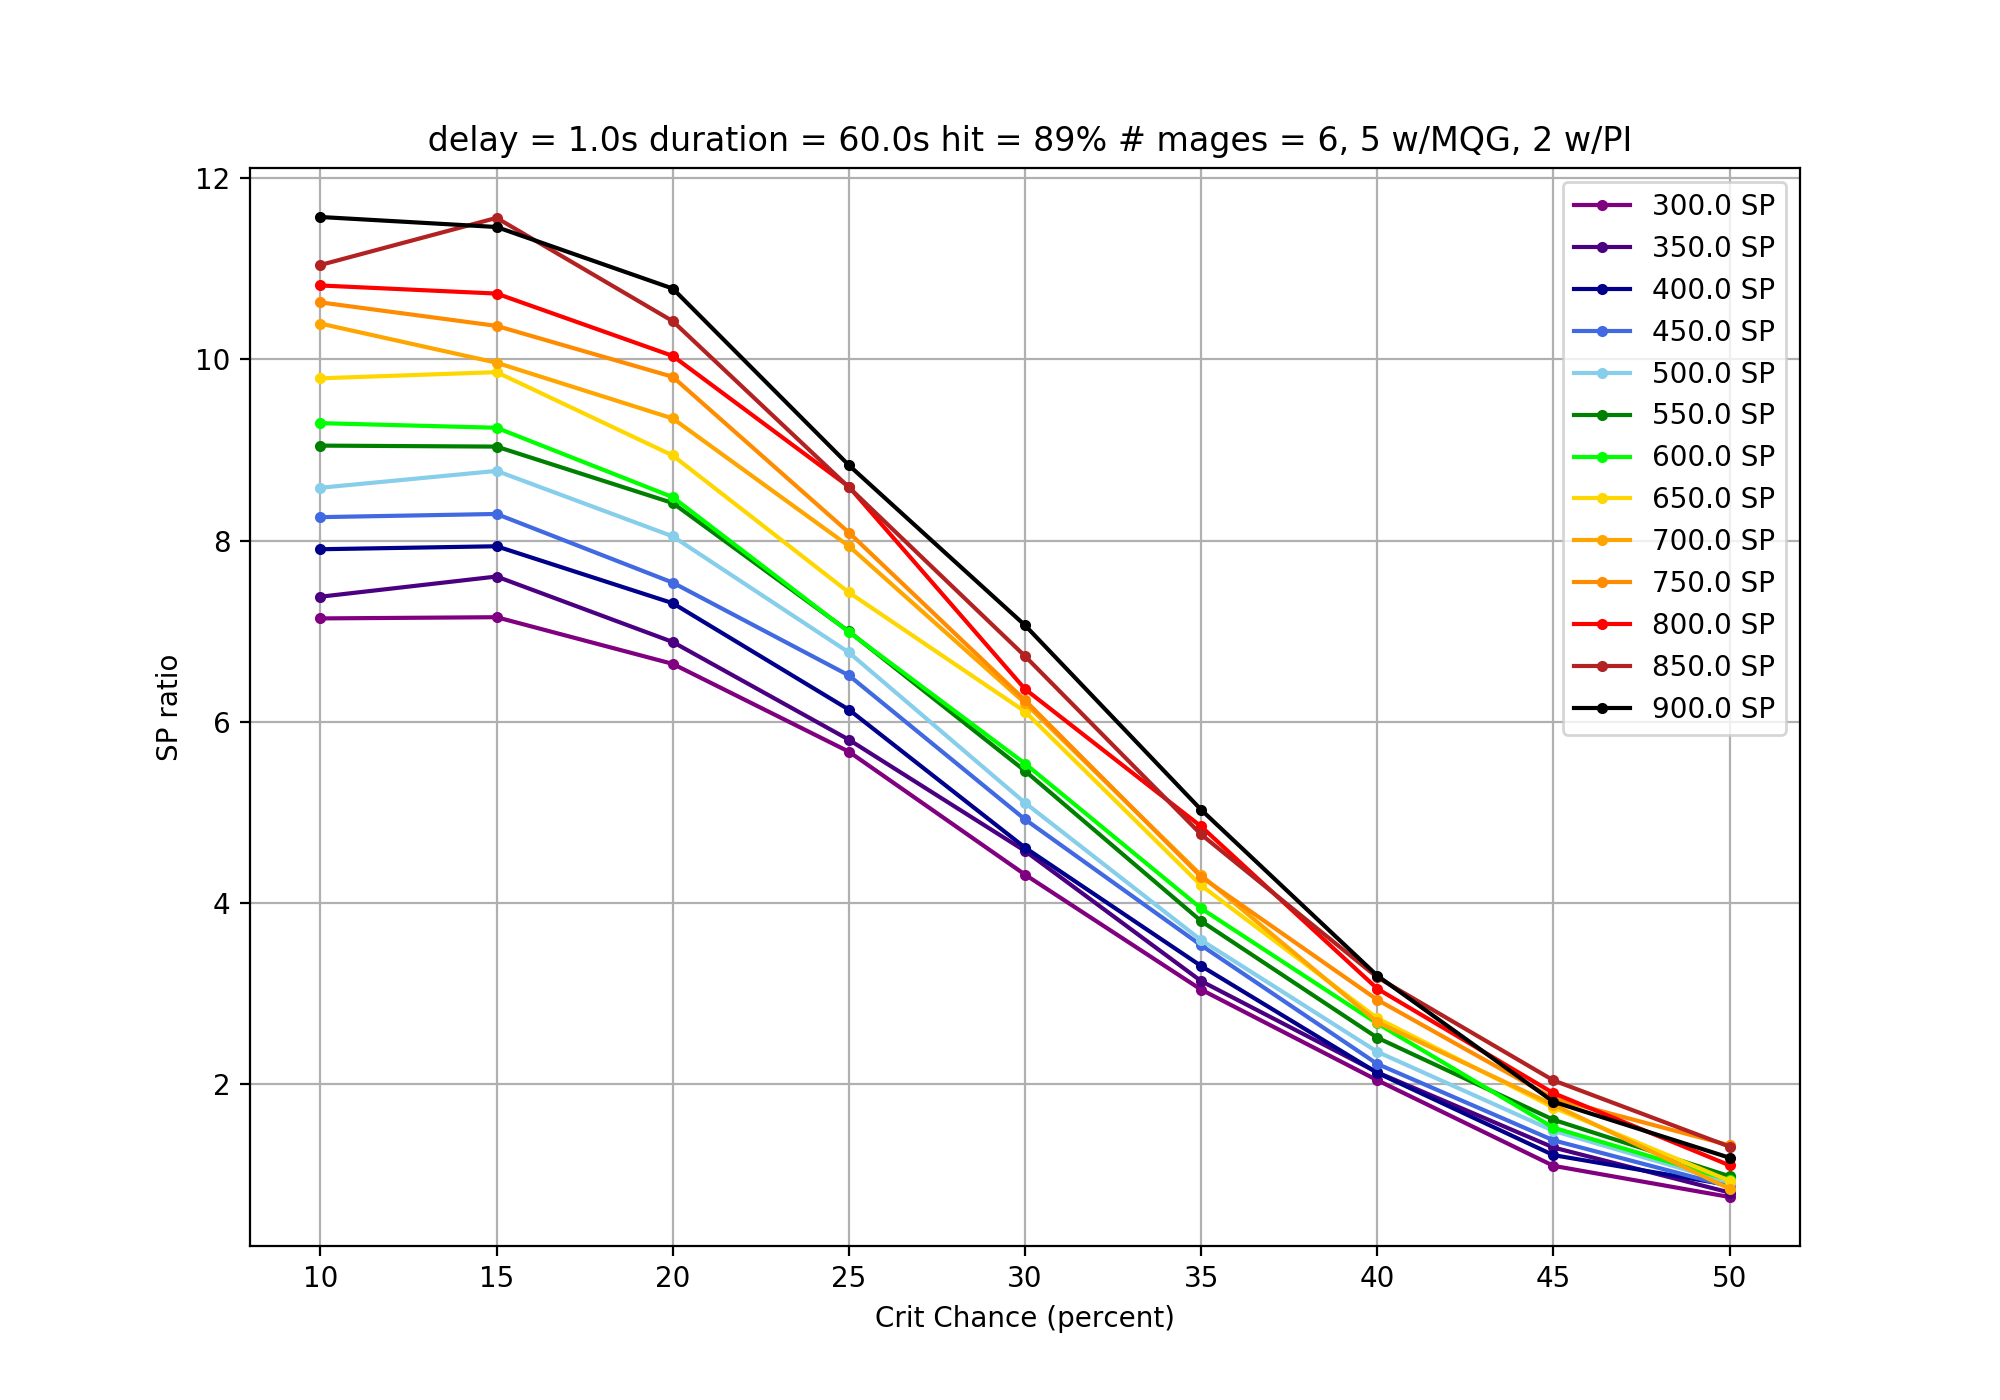 delay = 1.0s duration = 60.0s hit = 89% # mages = 6, 5 w/MQG, 2 w/PI
12
10
8
6
4
2
SP ratio
300.0 SP
350.0 SP
400.0 SP
450.0 SP
500.0 SP
550.0 SP
600.0 SP
650.0 SP
700.0 SP
750.0 SP
800.0 SP
850.0 SP
900.0 SP
10 15 20 25 30 35 40 45 50
Crit Chance (percent)